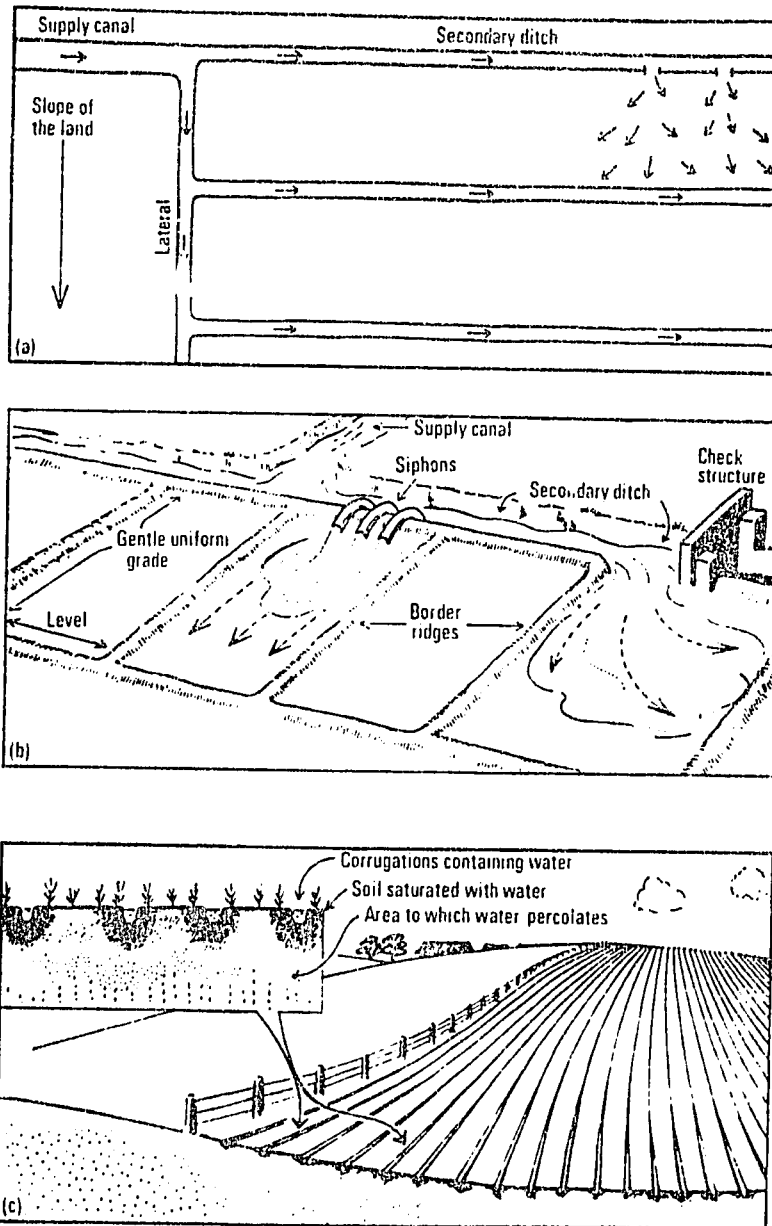 Supply canal
Secondary ditch
Slope of
the land
Lateral
(a)
Supply canal
Siphons
Check
structure
Secondary ditch
Gentle uniform
grade
Level
Border
ridges
(b)
Corrugations containing water
Soil saturated with water
Area to which water percolates
(c)